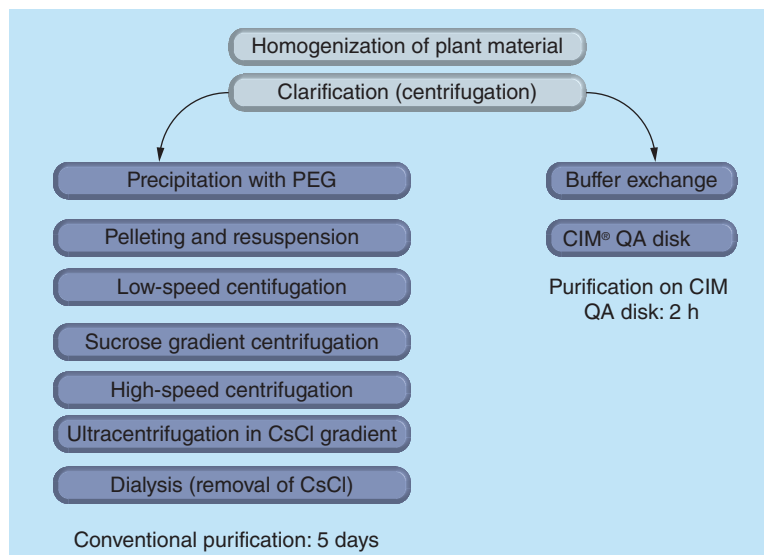 Homogenization of plant material
Clarification (centrifugation)
Precipitation with PEG
Pelleting and resuspension
Low-speed centifugation
Sucrose gradient centrifugation
High-speed centrifugation
Ultracentrifugation in CsCl gradient
Dialysis (removal of CsCl)
Conventional purification: 5 days
Buffer exchange
CIM® QA disk
Purification on CIM
QA disk: 2 h